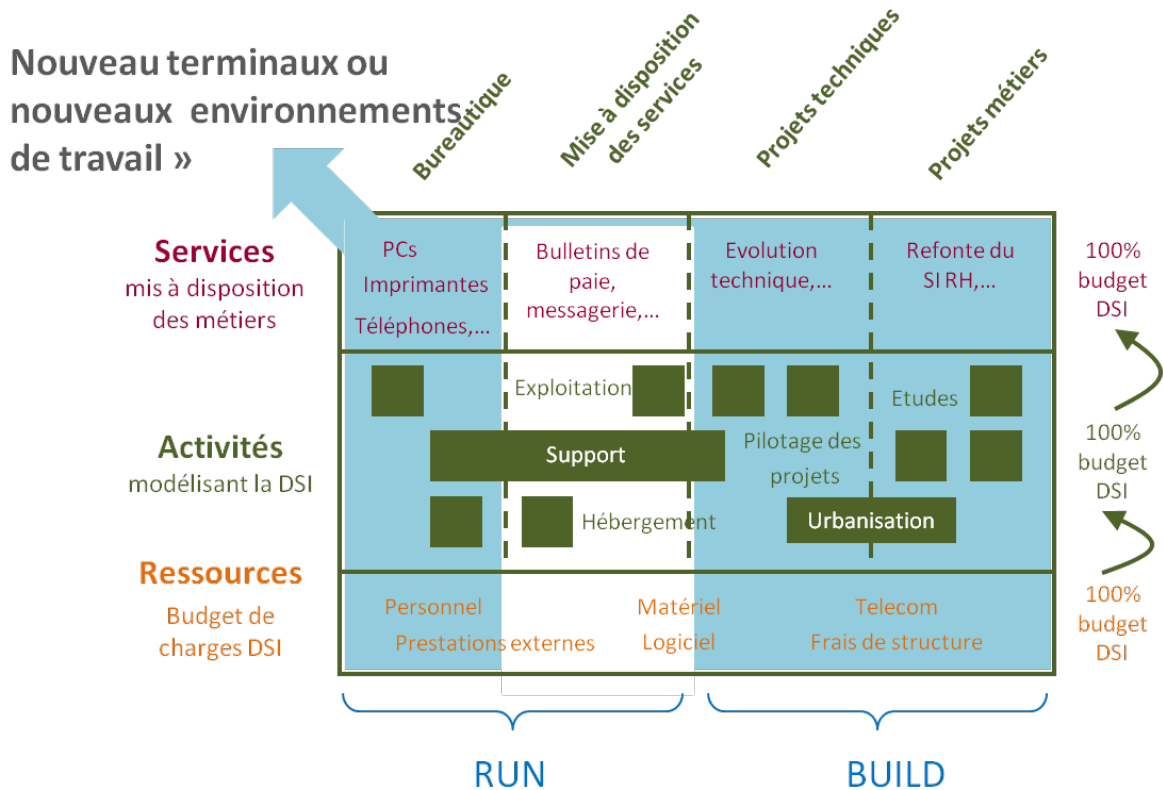 Nouveau terminaux ou
nouveaux environnements
de travail »
Bureautique
Mise à disposition
des services
Projets techniques
Projets métiers
Services
mis à disposition
des métiers
PCs
Imprimantes
Téléphones,...
Bulletins de
paie,
messagerie,...
Evolution
technique,...
Refonte du
SI RH,...
100%
budget
DSI
Activités
modélisant la DSI
Exploitation
Etudes
Support
Pilotage des
projets
Hébergement
Urbanisation
100%
budget
DSI
Ressources
Budget de
charges DSI
Personnel
Matériel
Telecom
Prestations externes
Logiciel
Frais de structure
100%
budget
DSI
RUN
BUILD